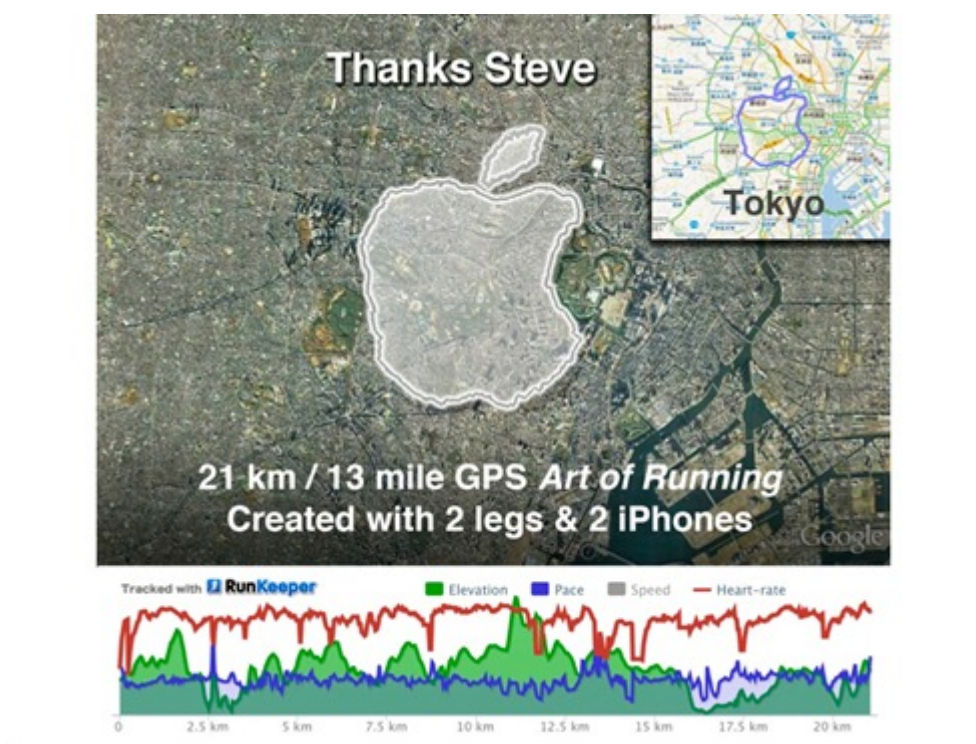 Thanks Steve
Tokyo
21 km / 13 mile GPS Art of Running
Created with 2 legs & 2 iPhones
Google
Tracked with RunKeeper
Elevation Pace Speed Heart-rate
0 2.5 km 5 km 7.5 km 10 km 12.5 km 15 km 17.5 km 20 km